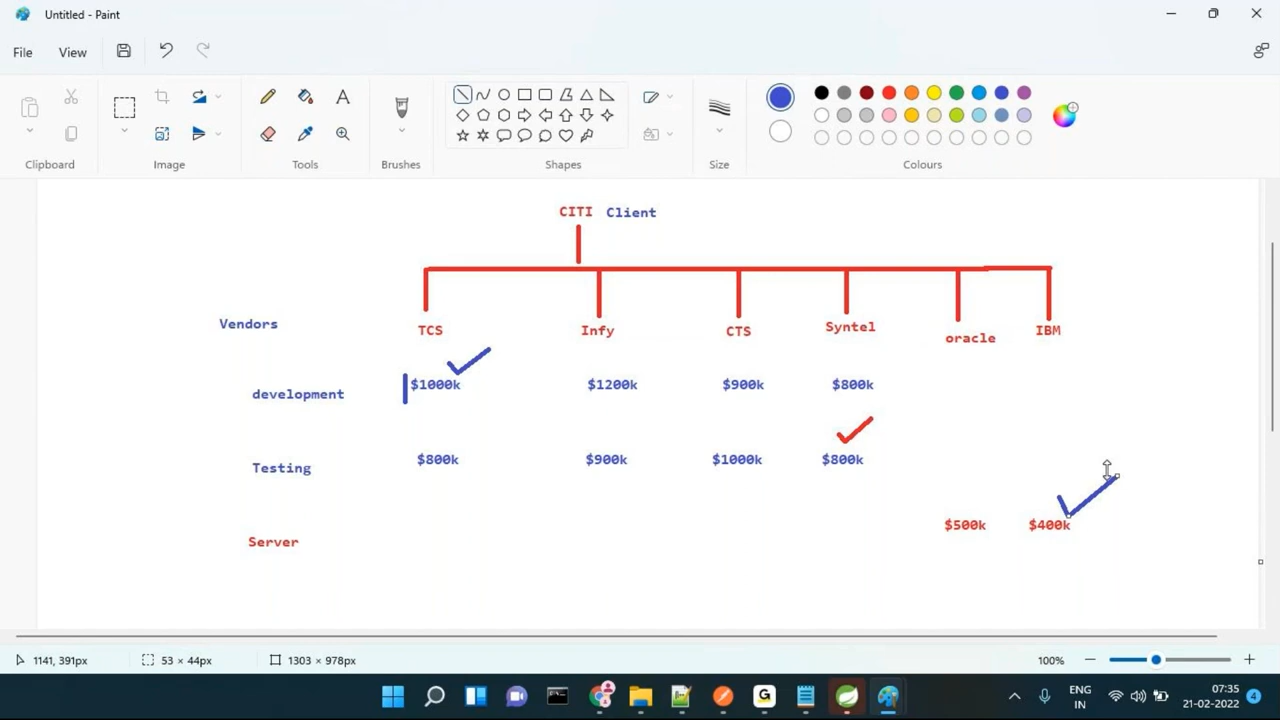 Untitled - Paint
File View
Clipboard Image Tools Brushes Shapes Size Colours
CITI Client
Vendors TCS Infy CTS Syntel oracle IBM
development $1000k $1200k $900k $800k
Testing $800k $900k $1000k $800k
Server $500k $400k
1141, 391px 53 × 44px 1303 × 978px 100%
ENG
IN
07:35
21-02-2022
4